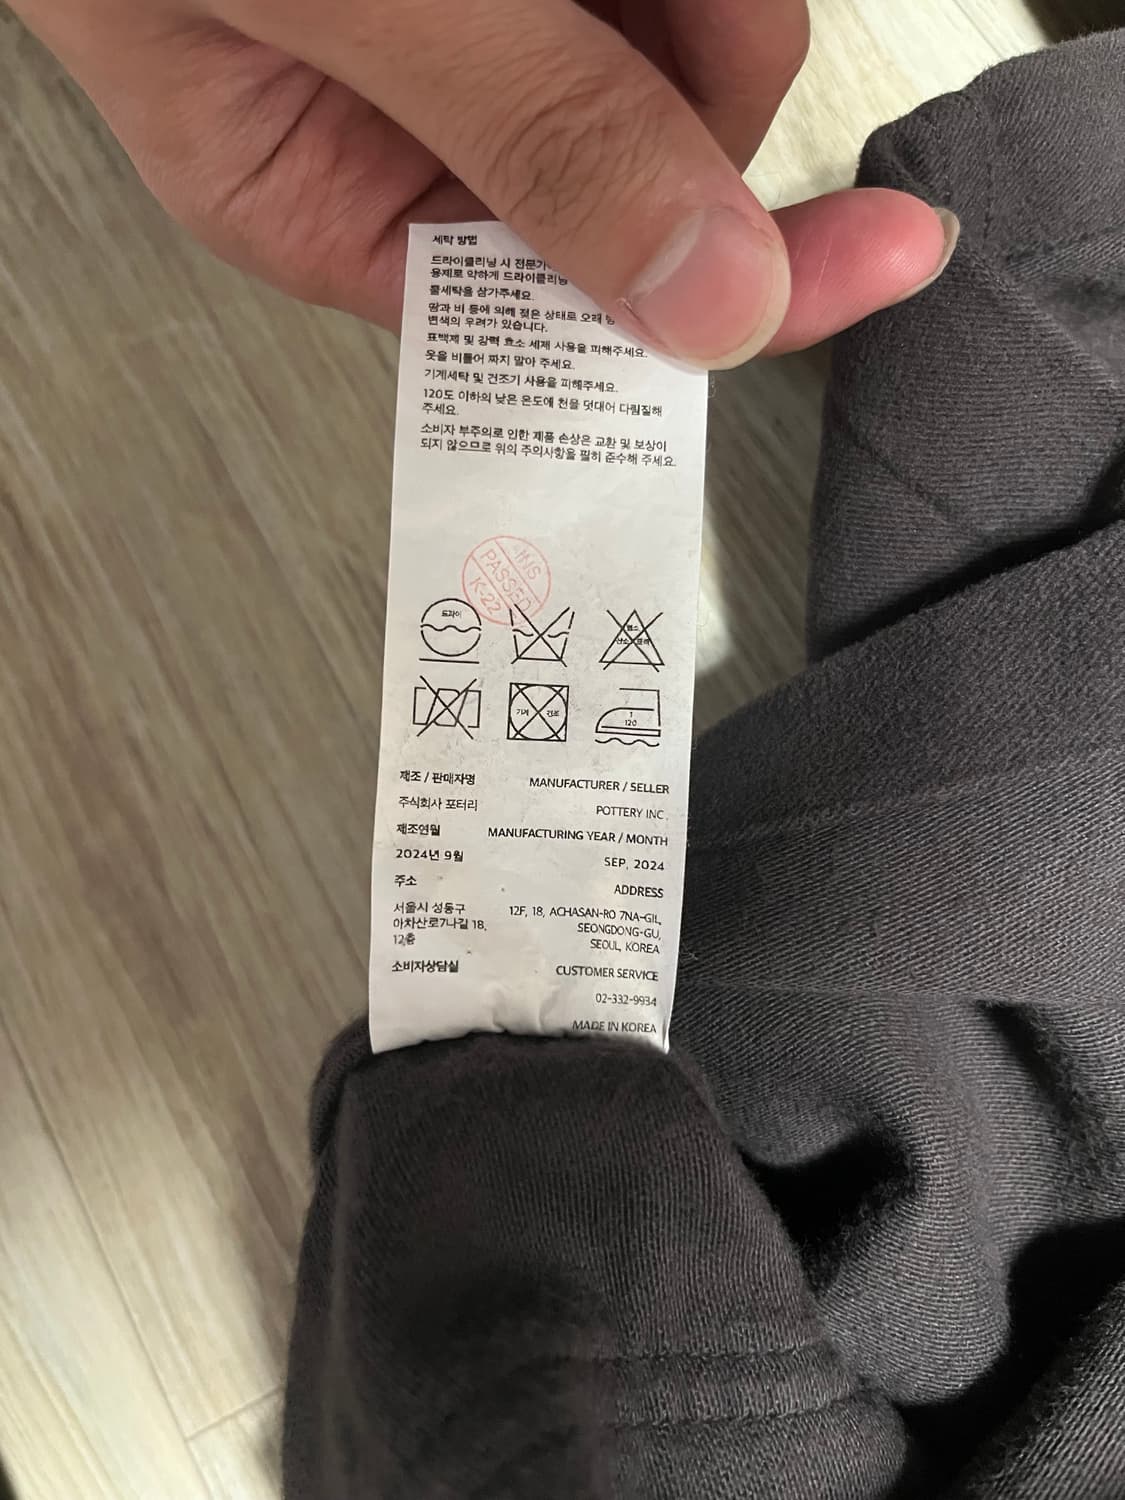 세탁 방법
드라이클리닝 시 전문가
용제로 약하게 드라이클리닝
물세탁을 삼가주세요.
땀과 비 등에 의해 젖은 상태로 오래
변색의 우려가 있습니다.
표백제 및 강력 효소 세제 사용을 피해주세요.
옷을 비틀어 짜지 말아 주세요.
기계세탁 및 건조기 사용을 피해주세요.
120도 이하의 낮은 온도에 천을 덧대어 다림질해
주세요.
소비자 부주의로 인한 제품 손상은 교환 및 보상이
되지 않으므로 위의 주의사항을 필히 준수해 주세요.
INS
PASSED
K-22
드라이
염소
산소 표백
기계 건조
1
120
제조 / 판매자명 MANUFACTURER / SELLER
주식회사 포터리 POTTERY INC.
제조연월 MANUFACTURING YEAR / MONTH
2024년 9월 SEP, 2024
주소 ADDRESS
서울시 성동구 12F, 18, ACHASAN-RO 7NA-GIL,
아차산로7나길 18, SEONGDONG-GU,
12층 SEOUL, KOREA
소비자상담실 CUSTOMER SERVICE
02-332-9934
MADE IN KOREA